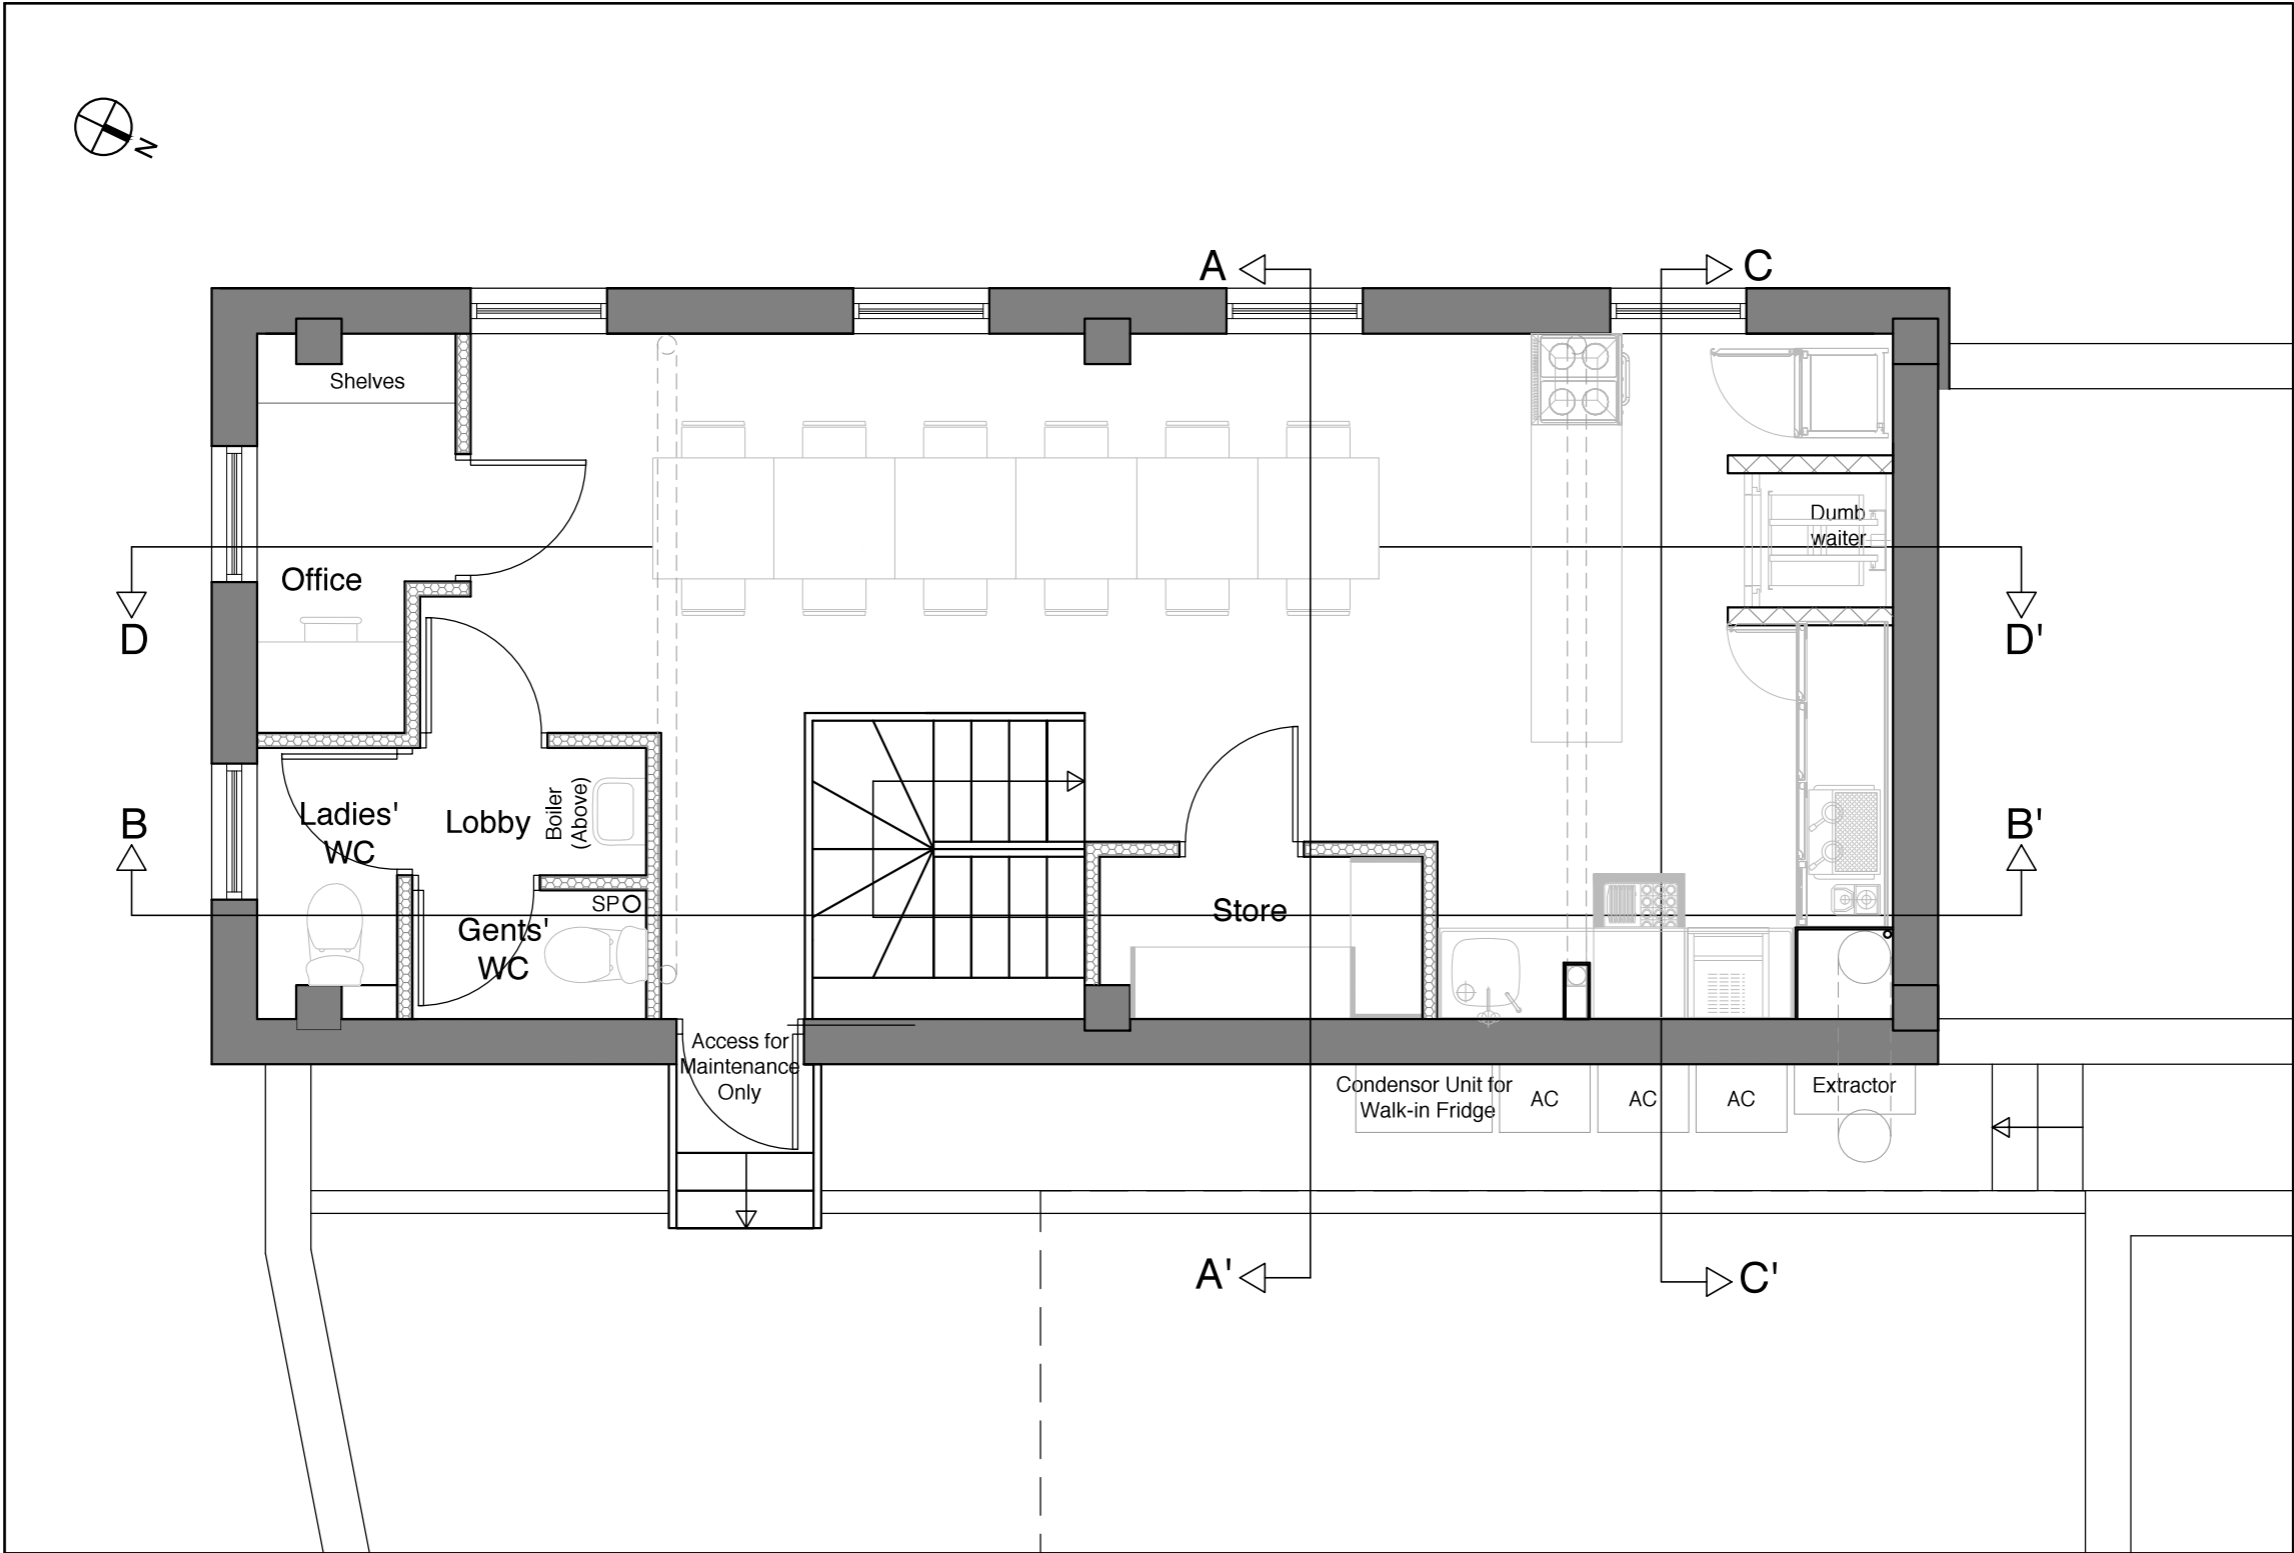 N
A
C
Shelves
Dumb
waiter
Office
D
D'
Ladies'
WC
Lobby
Boiler
(Above)
B
B'
SP
Gents'
WC
Store
Access for
Maintenance
Only
Condensor Unit for
Walk-in Fridge
AC
AC
AC
Extractor
A'
C'